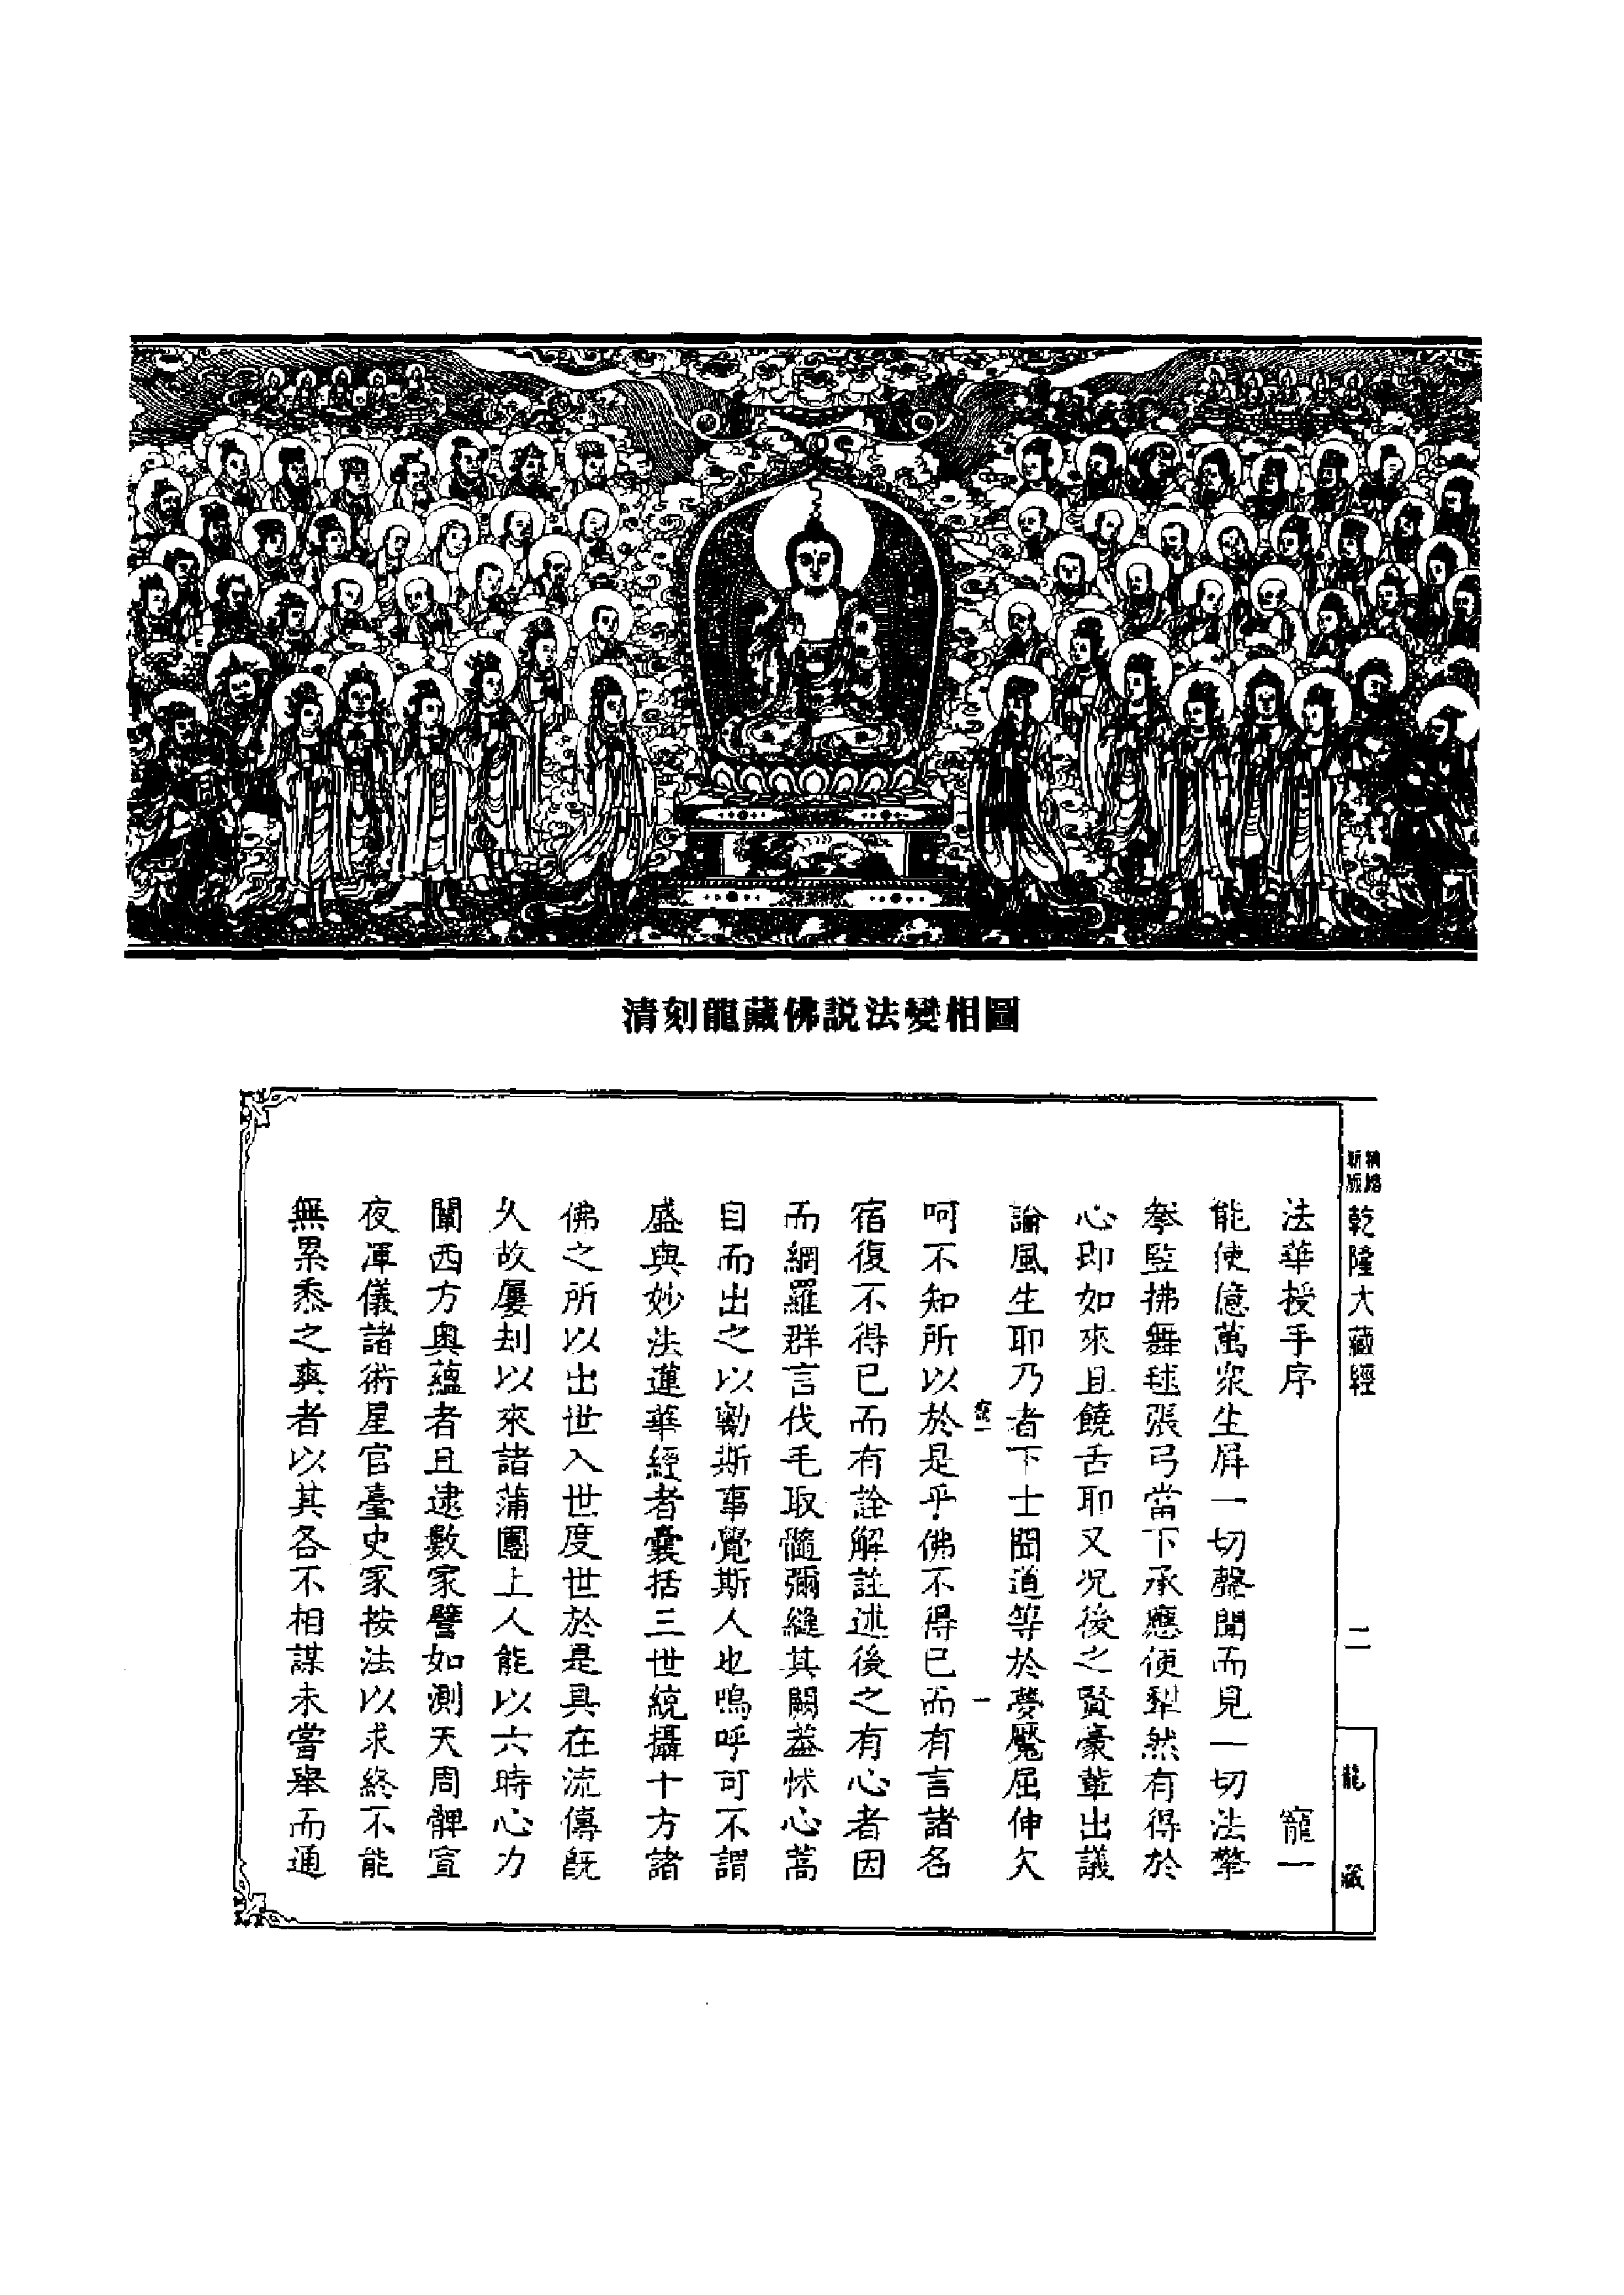 清刻龍藏佛説法變相圖
精縮
新版
乾隆大藏經
二
龍藏
法華授手序 寵一
能使億萬衆生屏一切聲聞而見一切法擎
拳監拂舞毬張弓當下承應便犁然有得於
心即如來且饒舌耶又况後之賢豪輩出議
論風生耶乃者下士聞道等於夢魘屈伸欠
一
呵不知所以於是乎佛不得已而有言諸名
宿復不得已而有詮解註述後之有心者因
而網羅群言伐毛取髓彌縫其闕葢怵心蒿
目而出之以勷斯事覺斯人也嗚呼可不謂
盛與妙法蓮華經者囊括三世統攝十方諸
佛之所以出世入世度世於是具在流傳旣
久故屢刦以來諸蒲團上人能以六時心力
闡西方奥蘊者且逮數家譬如測天周髀宣
夜渾儀諸術星官臺史家按法以求終不能
無累黍之爽者以其各不相謀未嘗舉而通